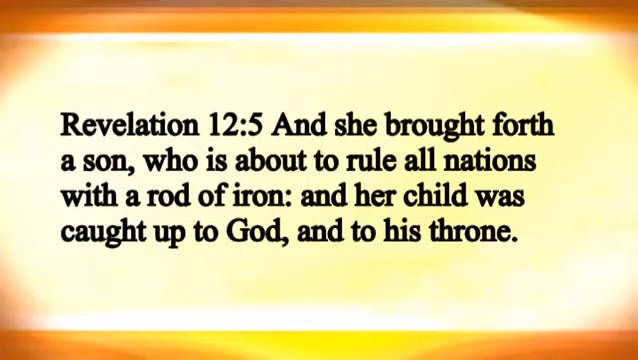 Revelation 12:5 And she brought forth
a son, who is about to rule all nations
with a rod of iron: and her child was
caught up to God, and to his throne.